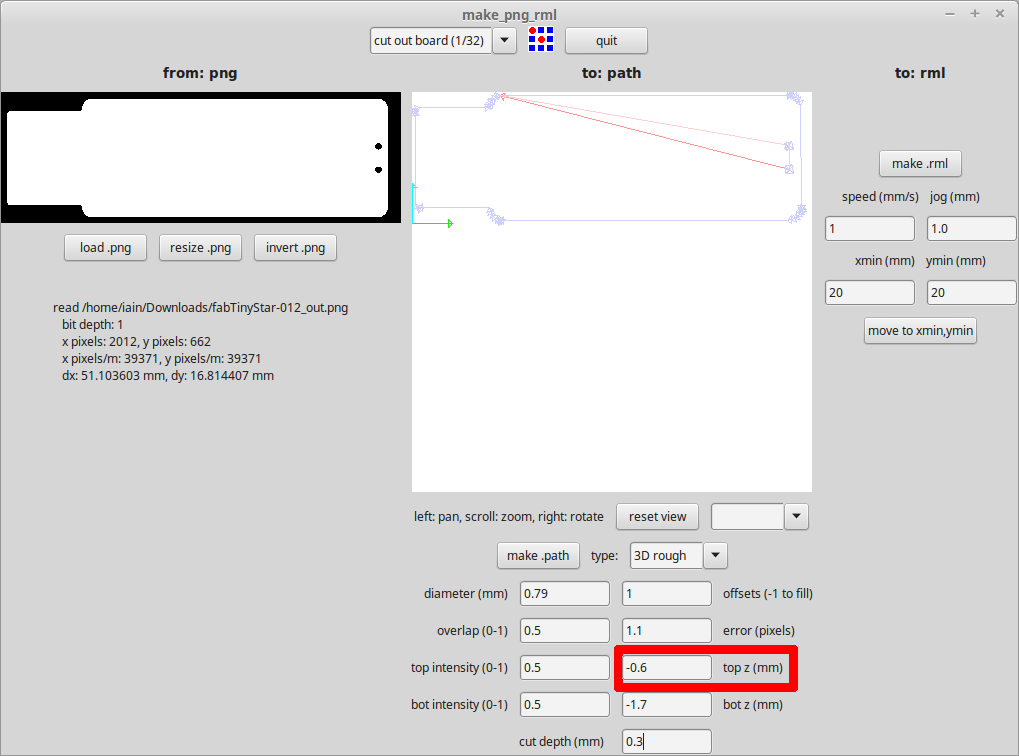 make_png_rml
cut out board (1/32)
quit
from: png
to: path
to: rml
load .png
resize .png
invert .png
read /home/iain/Downloads/fabTinyStar-012_out.png
bit depth: 1
x pixels: 2012, y pixels: 662
x pixels/m: 39371, y pixels/m: 39371
dx: 51.103603 mm, dy: 16.814407 mm
left: pan, scroll: zoom, right: rotate
reset view
make .path
type:
3D rough
diameter (mm) 0.79 1 offsets (-1 to fill)
overlap (0-1) 0.5 1.1 error (pixels)
top intensity (0-1) 0.5 -0.6 top z (mm)
bot intensity (0-1) 0.5 -1.7 bot z (mm)
cut depth (mm) 0.3
make .rml
speed (mm/s) jog (mm)
1 1.0
xmin (mm) ymin (mm)
20 20
move to xmin,ymin